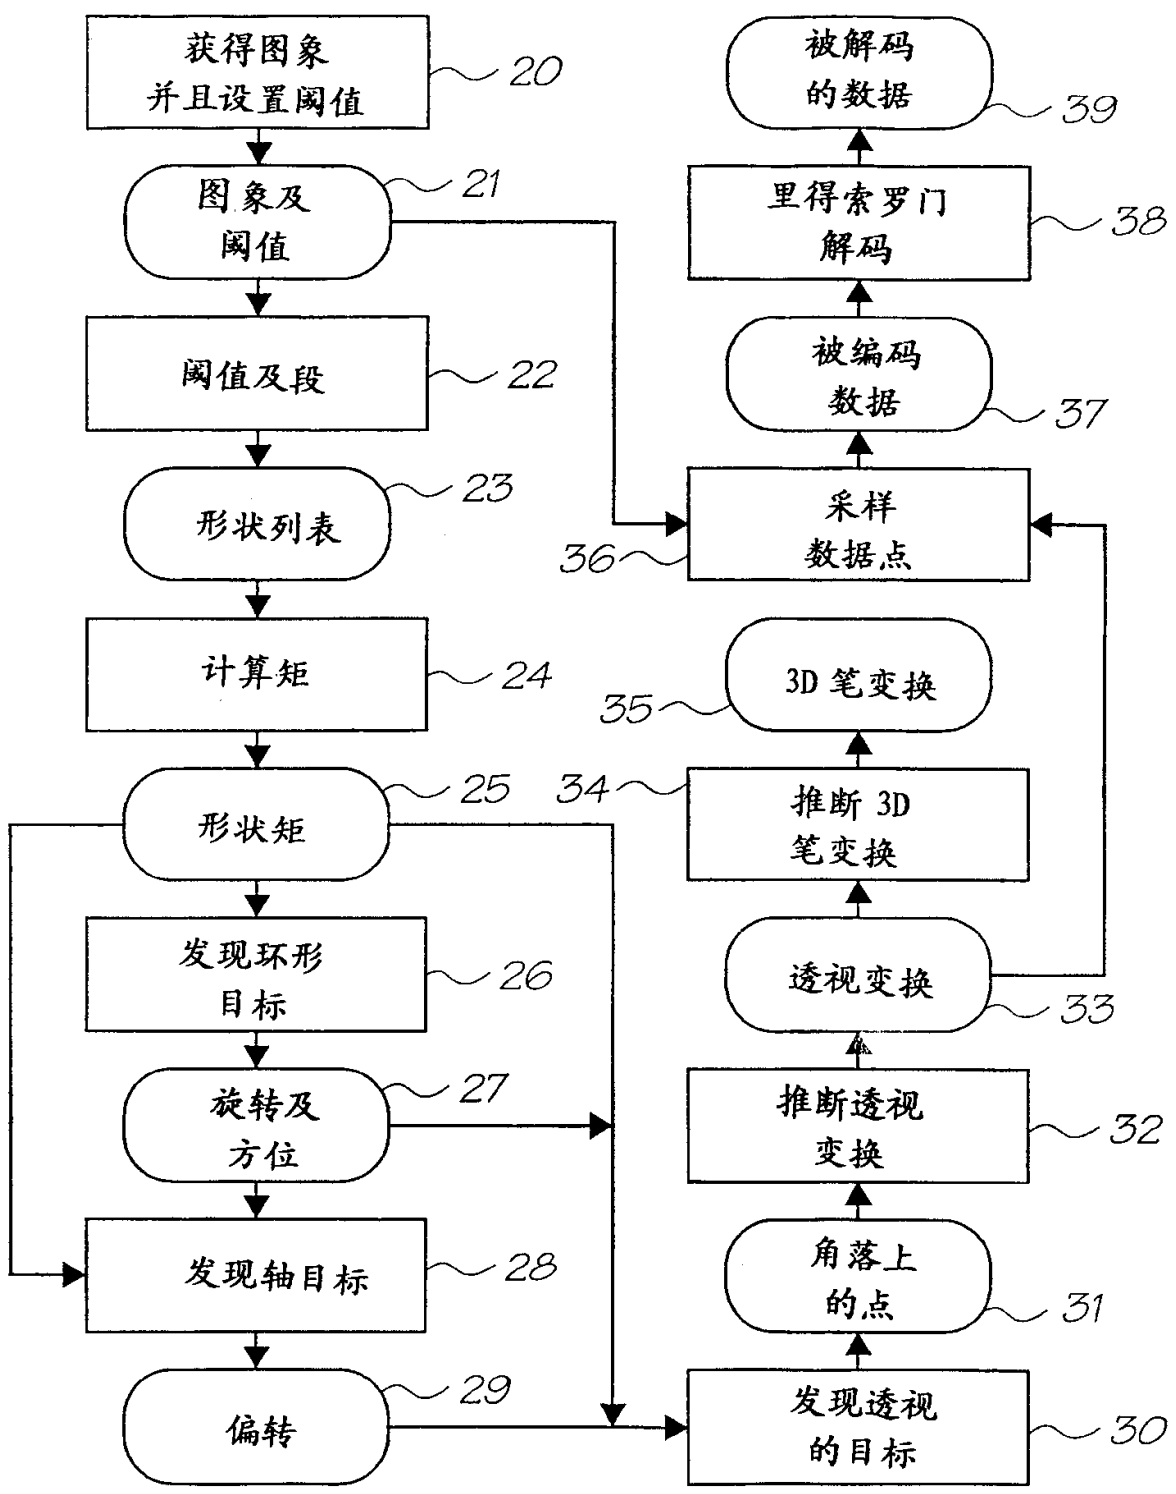 获得图象
并且设置阈值
20
图象及
阈值
21
阈值及段
22
形状列表
23
计算矩
24
形状矩
25
发现环形
目标
26
旋转及
方位
27
发现轴目标
28
偏转
29
发现透视
的目标
30
角落上
的点
31
推断透视
变换
32
透视变换
33
推断 3D
笔变换
34
3D 笔变换
35
采样
数据点
36
被编码
数据
37
里得索罗门
解码
38
被解码
的数据
39